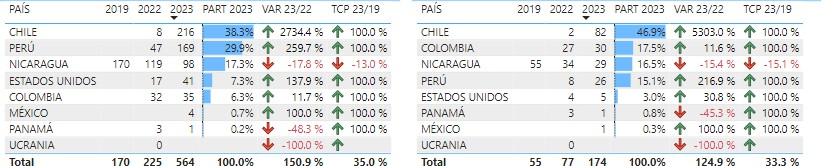 PAÍS 2019 2022 2023 PART 2023 VAR 23/22 TCP 23/19
CHILE 8 216 38.3% 2734.4 % 100.0 %
PERÚ 47 169 29.9% 259.7 % 100.0 %
NICARAGUA 170 119 98 17.3% -17.8 % -13.0 %
ESTADOS UNIDOS 17 41 7.3% 137.9 % 100.0 %
COLOMBIA 32 35 6.3% 11.7 % 100.0 %
MÉXICO 4 0.7% 100.0 % 100.0 %
PANAMÁ 3 1 0.2% -48.3 % 100.0 %
UCRANIA 0 -100.0 %
Total 170 225 564 100.0% 150.9 % 35.0 %
PAÍS 2019 2022 2023 PART 2023 VAR 23/22 TCP 23/19
CHILE 2 82 46.9% 5303.0 % 100.0 %
COLOMBIA 27 30 17.5% 11.6 % 100.0 %
NICARAGUA 55 34 29 16.5% -15.4 % -15.1 %
PERÚ 8 26 15.1% 216.9 % 100.0 %
ESTADOS UNIDOS 4 5 3.0% 30.8 % 100.0 %
PANAMÁ 3 1 0.8% -45.3 % 100.0 %
MÉXICO 1 0.3% 100.0 % 100.0 %
UCRANIA 0 -100.0 %
Total 55 77 174 100.0% 124.9 % 33.3 %